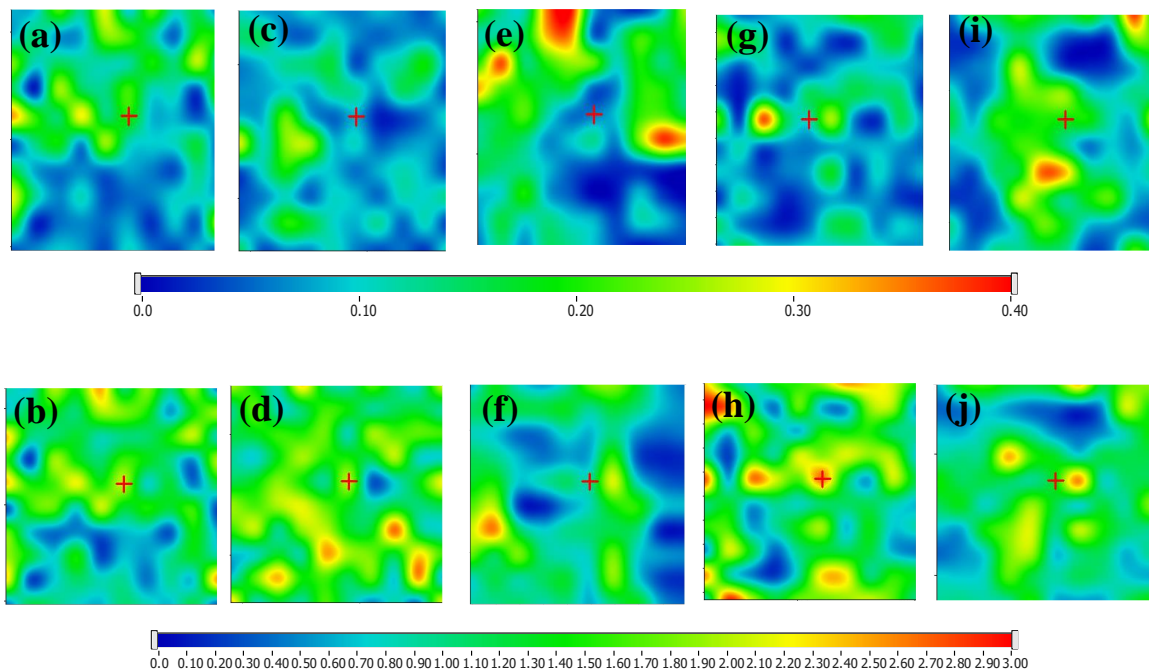 (a) (c) (e) (g) (i)
0.0 0.10 0.20 0.30 0.40
(b) (d) (f) (h) (j)
0.0 0.10 0.20 0.30 0.40 0.50 0.60 0.70 0.80 0.90 1.00 1.10 1.20 1.30 1.40 1.50 1.60 1.70 1.80 1.90 2.00 2.10 2.20 2.30 2.40 2.50 2.60 2.70 2.80 2.90 3.00